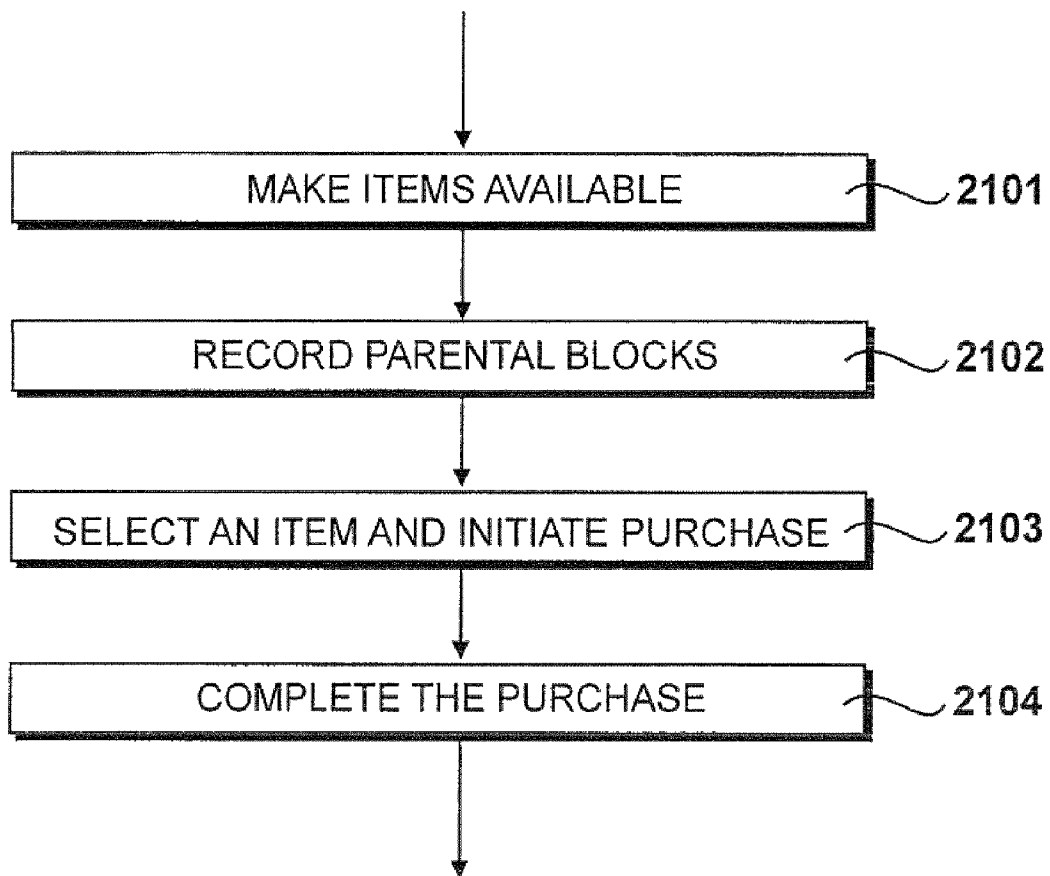 MAKE ITEMS AVAILABLE 2101
RECORD PARENTAL BLOCKS 2102
SELECT AN ITEM AND INITIATE PURCHASE 2103
COMPLETE THE PURCHASE 2104